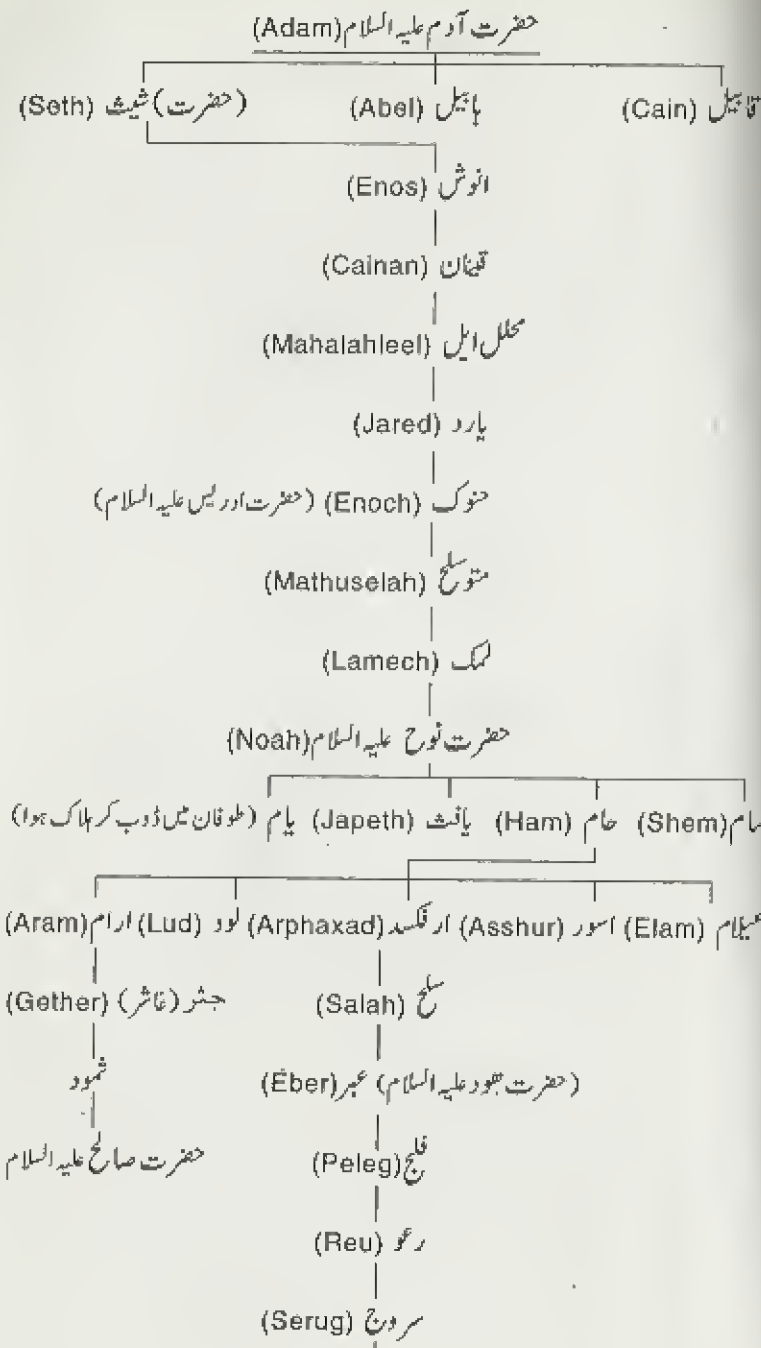 حضرت آدم علیہ السلام (Adam)
قابیل (Cain) ہابیل (Abel) (حضرت) شیث (Seth)
انوش (Enos)
قینان (Cainan)
محلل ایل (Mahalahleel)
یارد (Jared)
حنوک (Enoch) (حضرت ادریس علیہ السلام)
متوسلح (Mathuselah)
لمک (Lamech)
حضرت نوح علیہ السلام (Noah)
سام (Shem) حام (Ham) یافث (Japeth) یام (طوفان میں ڈوب کر ہلاک ہوا)
عیلام (Elam) اسور (Asshur) ارفکسد (Arphaxad) لود (Lud) ارام (Aram)
سلح (Salah) جشر (غاثر) (Gether)
(حضرت ھود علیہ السلام) عبر (Eber) ثمود
فلج (Peleg) حضرت صالح علیہ السلام
رعو (Reu)
سروج (Serug)